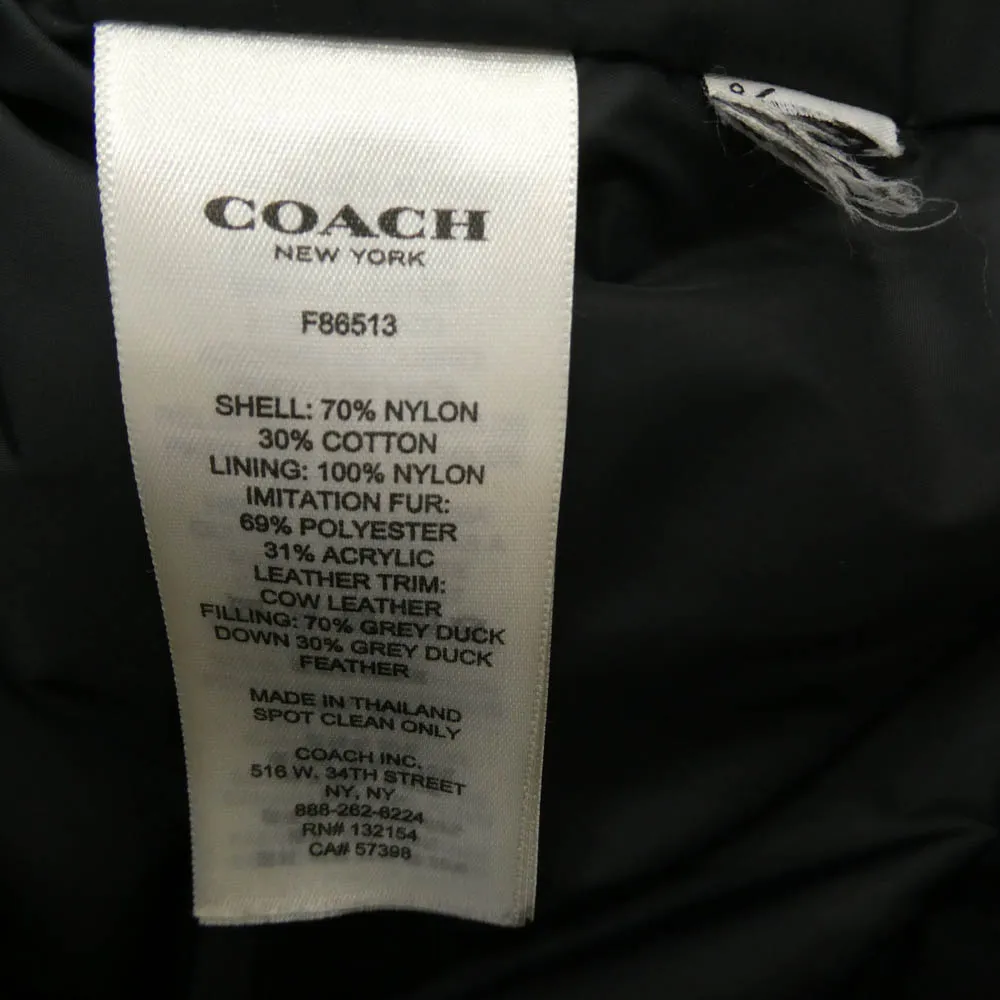 COACH
NEW YORK
F86513
SHELL: 70% NYLON
30% COTTON
LINING: 100% NYLON
IMITATION FUR:
69% POLYESTER
31% ACRYLIC
LEATHER TRIM:
COW LEATHER
FILLING: 70% GREY DUCK
DOWN 30% GREY DUCK
FEATHER
MADE IN THAILAND
SPOT CLEAN ONLY
COACH INC.
516 W. 34TH STREET
NY, NY
888-262-6224
RN# 132154
CA# 57398